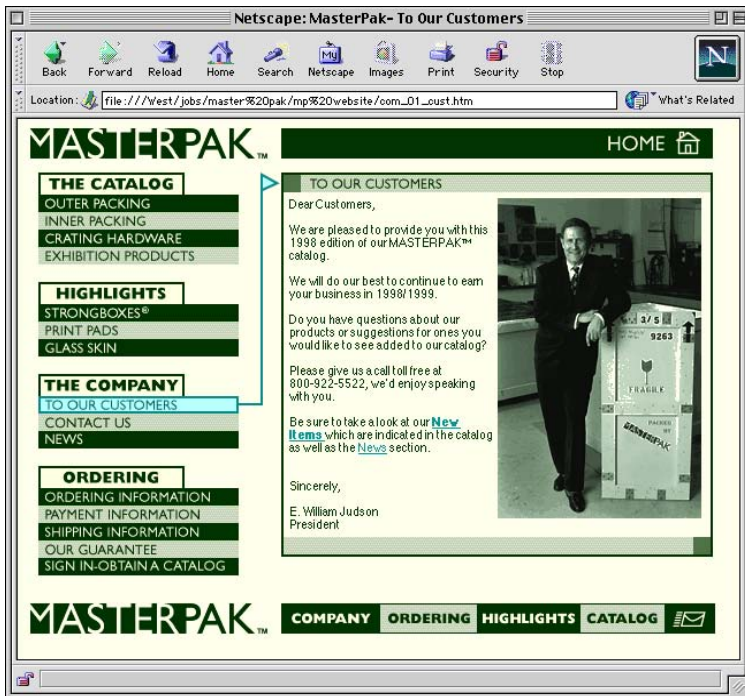 Netscape: MasterPak- To Our Customers
Back Forward Reload Home Search Netscape Images Print Security Stop
My
N
Location: file:///West/jobs/master%20pak/mp%20website/com_01_cust.htm What's Related
MASTERPAK™
HOME
THE CATALOG
OUTER PACKING
INNER PACKING
CRATING HARDWARE
EXHIBITION PRODUCTS
HIGHLIGHTS
STRONGBOXES®
PRINT PADS
GLASS SKIN
THE COMPANY
TO OUR CUSTOMERS
CONTACT US
NEWS
ORDERING
ORDERING INFORMATION
PAYMENT INFORMATION
SHIPPING INFORMATION
OUR GUARANTEE
SIGN IN-OBTAIN A CATALOG
TO OUR CUSTOMERS
Dear Customers,
We are pleased to provide you with this
1998 edition of our MASTERPAK™
catalog.
We will do our best to continue to earn
your business in 1998/1999.
Do you have questions about our
products or suggestions for ones you
would like to see added to our catalog?
Please give us a call toll free at
800-922-5522, we'd enjoy speaking
with you.
Be sure to take a look at our New
Items which are indicated in the catalog
as well as the News section.
Sincerely,
E. William Judson
President
3/5
9263
FRAGILE
PACKED
BY
MASTERPAK
MASTERPAK™
COMPANY ORDERING HIGHLIGHTS CATALOG